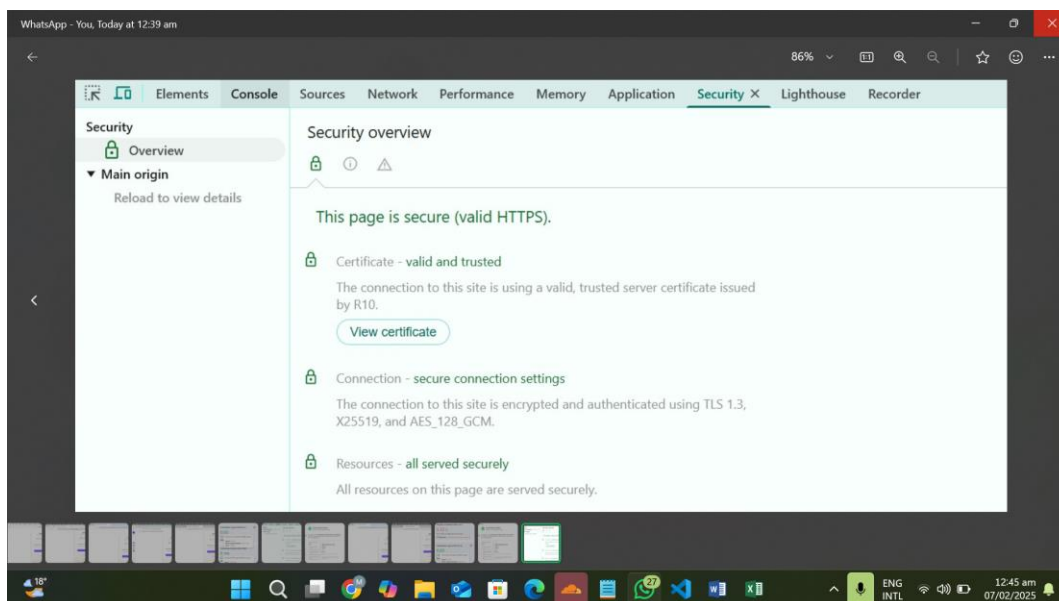 WhatsApp - You, Today at 12:39 am
86%
1:1
Elements Console Sources Network Performance Memory Application Security Lighthouse Recorder
Security
Overview
Main origin
Reload to view details
Security overview
This page is secure (valid HTTPS).
Certificate - valid and trusted
The connection to this site is using a valid, trusted server certificate issued
by R10.
View certificate
Connection - secure connection settings
The connection to this site is encrypted and authenticated using TLS 1.3,
X25519, and AES_128_GCM.
Resources - all served securely
All resources on this page are served securely.
18°
27
ENG
INTL
12:45 am
07/02/2025